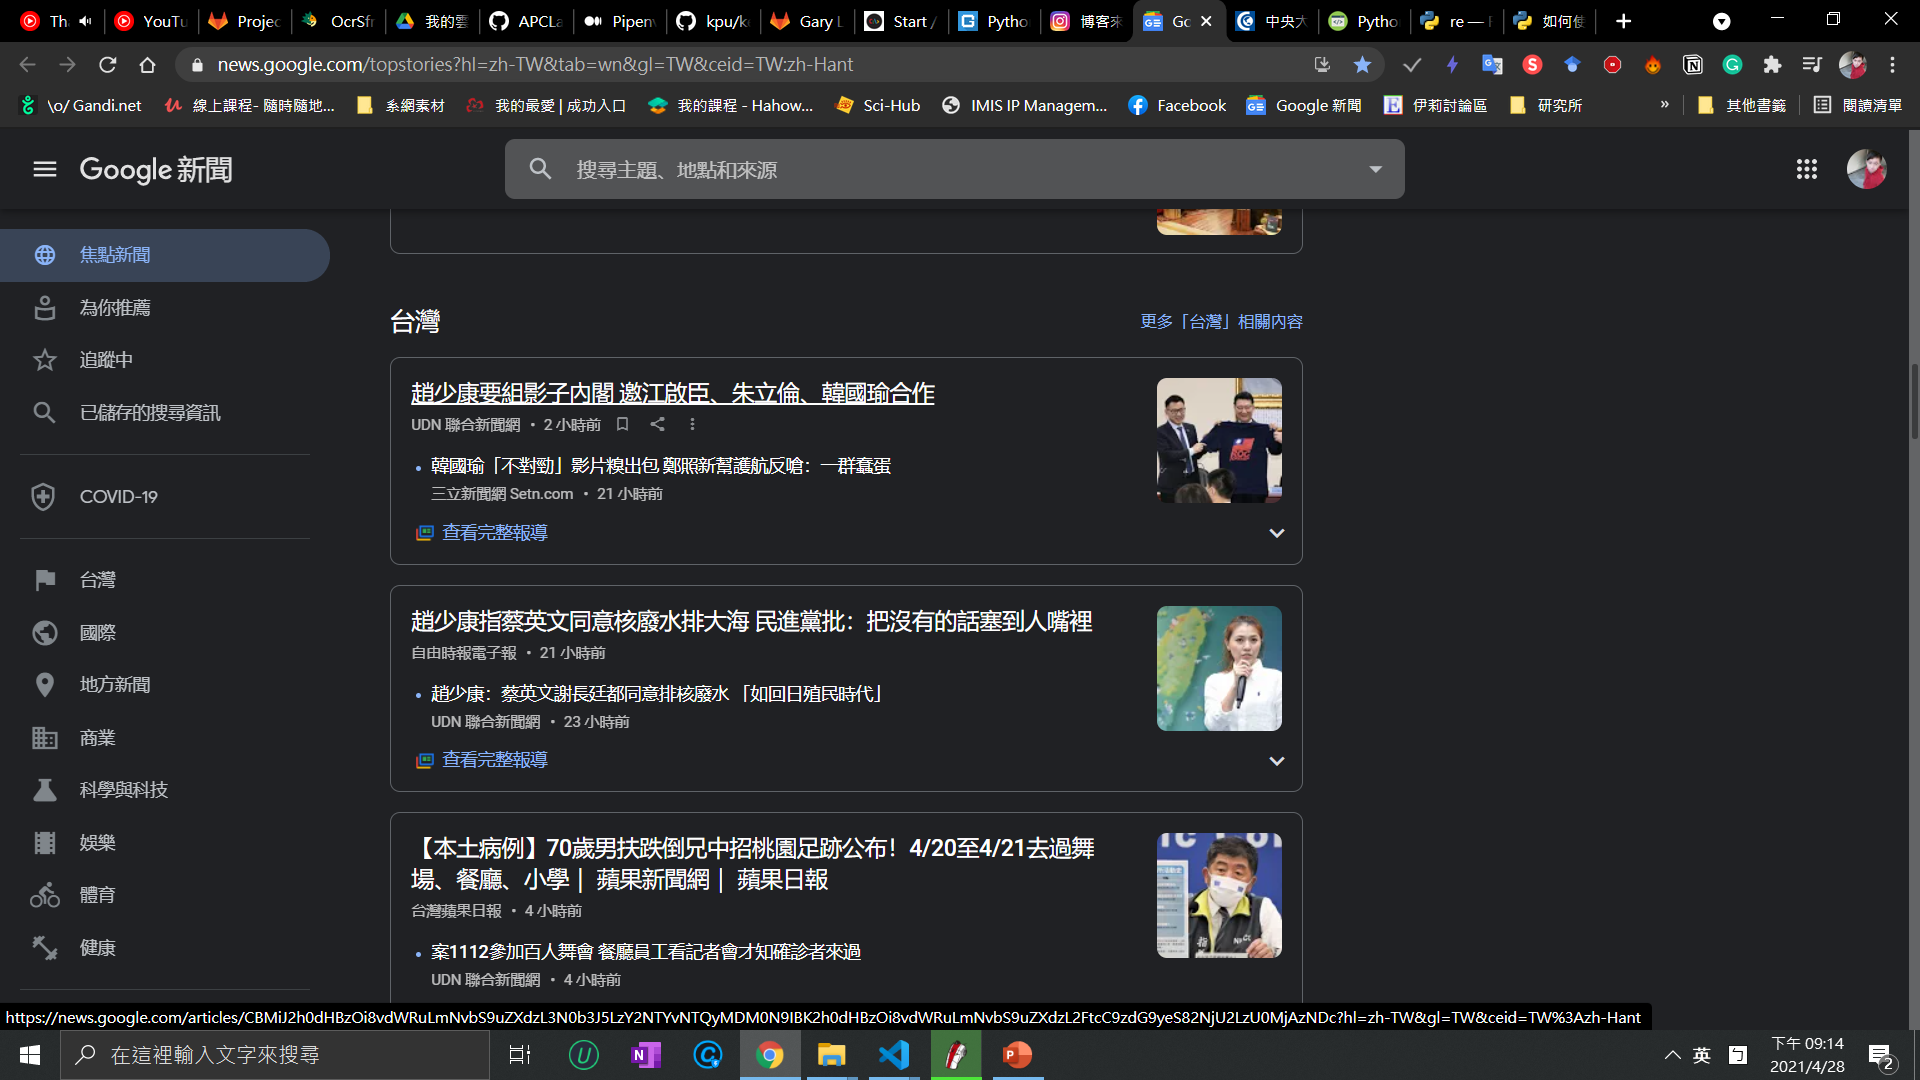 Th
YouTu
Projec
OcrSfr
我的雲
APCLa
Pipenv
kpu/ke
Gary L
Start /
Pytho
博客來
Go
中央大
Pytho
re — P
如何使
news.google.com/topstories?hl=zh-TW&tab=wn&gl=TW&ceid=TW:zh-Hant
\o/ Gandi.net
線上課程- 隨時隨地...
系網素材
我的最愛 | 成功入口
我的課程 - Hahow...
Sci-Hub
IMIS IP Managem...
Facebook
Google 新聞
伊莉討論區
研究所
»
其他書籤
閱讀清單
Google 新聞
搜尋主題、地點和來源
焦點新聞
為你推薦
追蹤中
已儲存的搜尋資訊
COVID-19
台灣
國際
地方新聞
商業
科學與科技
娛樂
體育
健康
台灣
更多「台灣」相關內容
趙少康要組影子內閣 邀江啟臣、朱立倫、韓國瑜合作
UDN 聯合新聞網 • 2 小時前
• 韓國瑜「不對勁」影片糗出包 鄭照新幫護航反嗆：一群蠢蛋
三立新聞網 Setn.com • 21 小時前
查看完整報導
趙少康指蔡英文同意核廢水排大海 民進黨批：把沒有的話塞到人嘴裡
自由時報電子報 • 21 小時前
• 趙少康：蔡英文謝長廷都同意排核廢水 「如回日殖民時代」
UDN 聯合新聞網 • 23 小時前
查看完整報導
【本土病例】70歲男扶跌倒兄中招桃園足跡公布！4/20至4/21去過舞
場、餐廳、小學｜ 蘋果新聞網｜ 蘋果日報
台灣蘋果日報 • 4 小時前
• 案1112參加百人舞會 餐廳員工看記者會才知確診者來過
UDN 聯合新聞網 • 4 小時前
https://news.google.com/articles/CBMiJ2h0dHBzOi8vdWRuLmNvbS9uZXdzL3N0b3J5LzY2NTYvNTQyMDM0N9IBK2h0dHBzOi8vdWRuLmNvbS9uZXdzL2FtcC9zdG9yeS82NjU2LzU0MjAzNDc?hl=zh-TW&gl=TW&ceid=TW%3Azh-Hant
在這裡輸入文字來搜尋
英
下午 09:14
2021/4/28
2